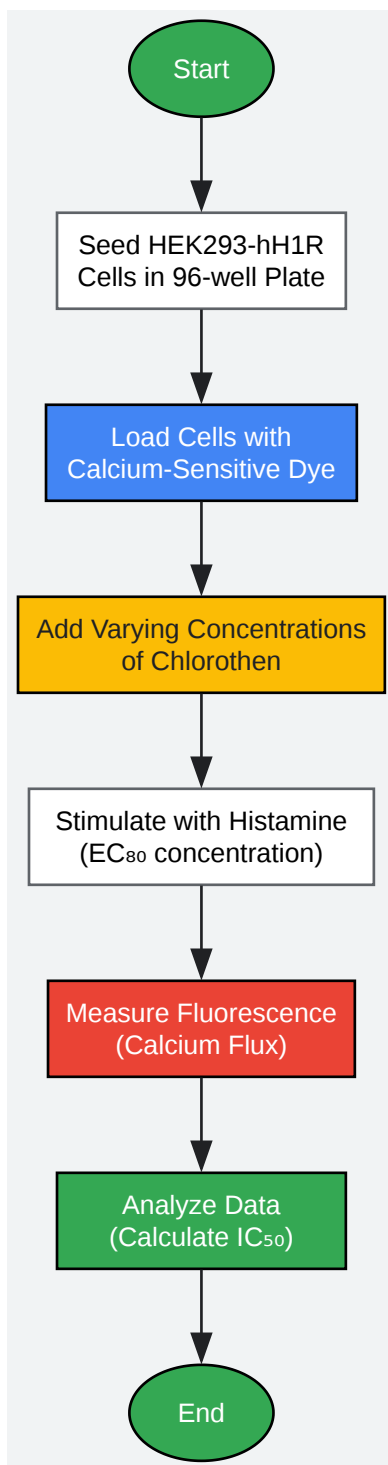 Start
Seed HEK293-hH1R
Cells in 96-well Plate
Load Cells with
Calcium-Sensitive Dye
Add Varying Concentrations
of Chlorothen
Stimulate with Histamine
(EC₈₀ concentration)
Measure Fluorescence
(Calcium Flux)
Analyze Data
(Calculate IC₅₀)
End